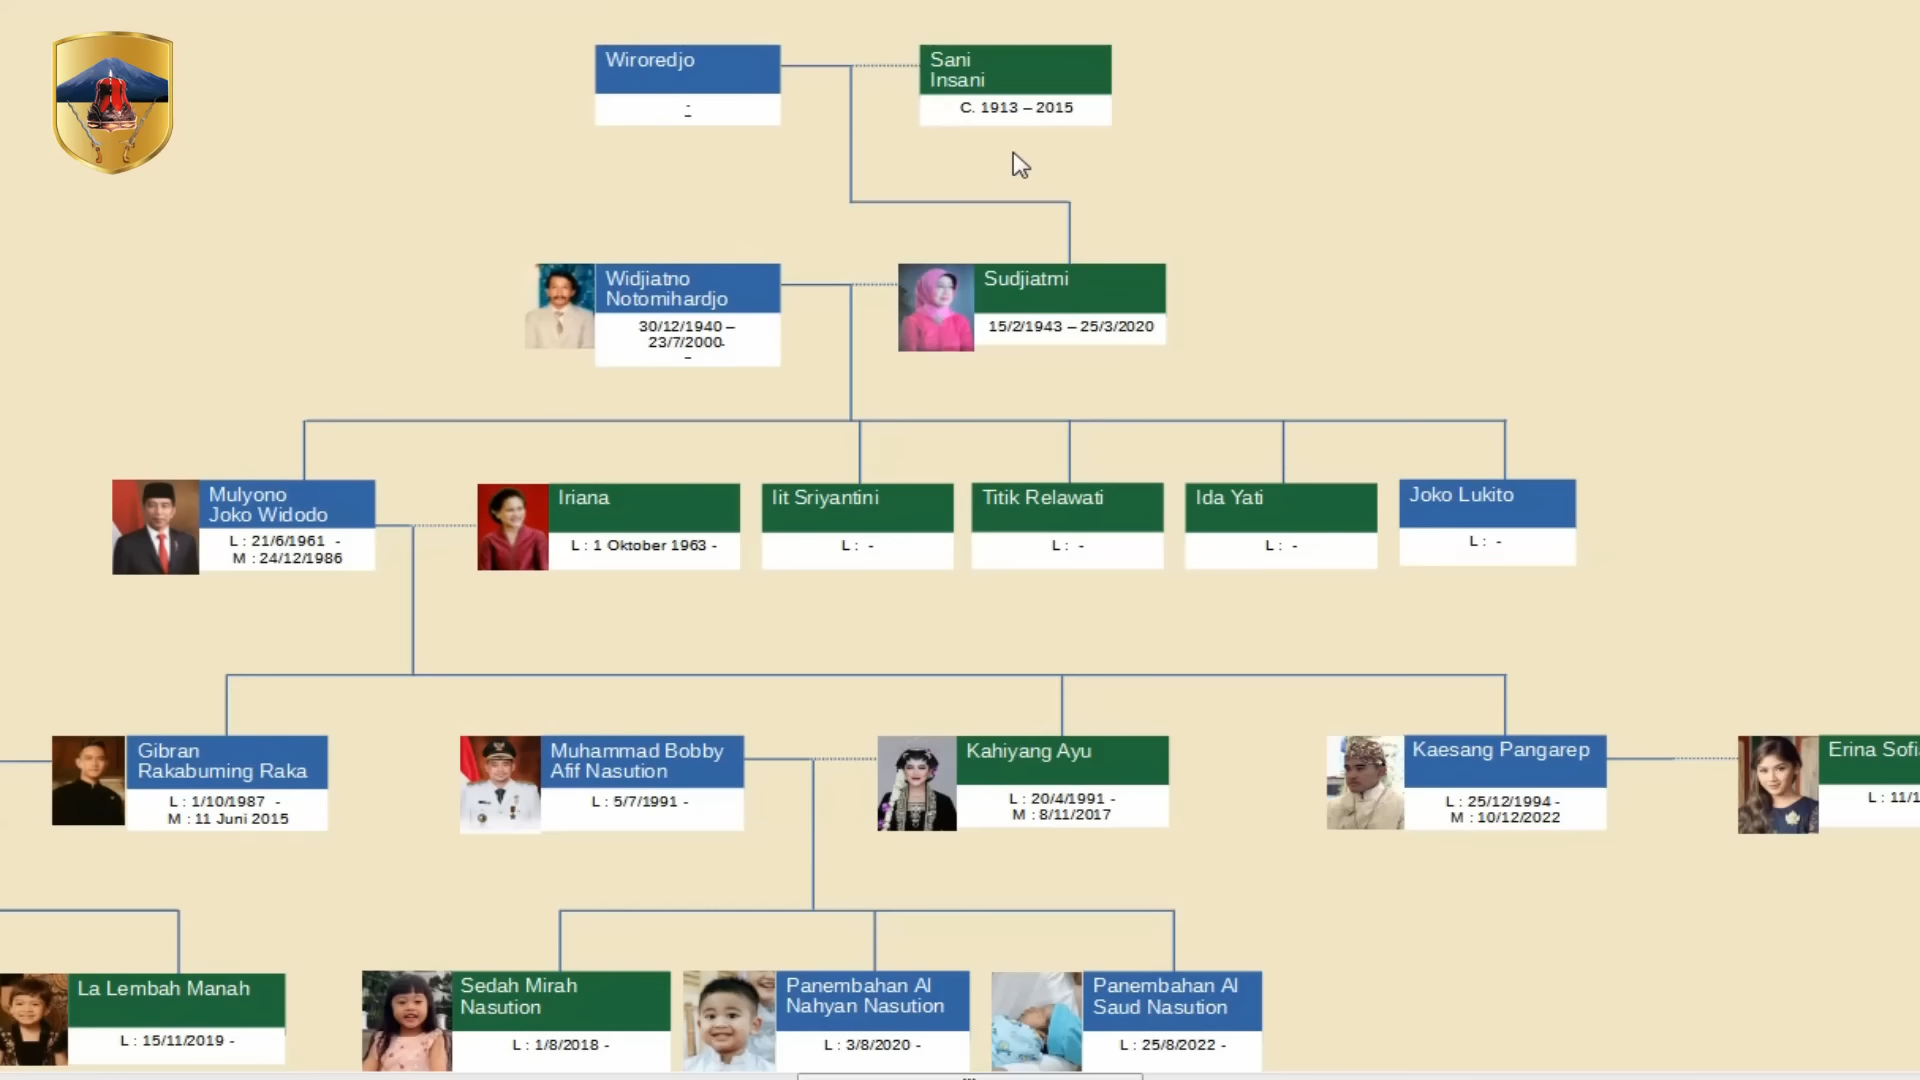 Wiroredjo
-
–
Sani
Insani
C. 1913 – 2015
Widjiatno
Notomihardjo
30/12/1940 –
23/7/2000-
–
Sudjiatmi
15/2/1943 – 25/3/2020
Mulyono
Joko Widodo
L : 21/6/1961 -
M : 24/12/1986
Iriana
L : 1 Oktober 1963 -
Iit Sriyantini
L : -
Titik Relawati
L : -
Ida Yati
L : -
Joko Lukito
L : -
Gibran
Rakabuming Raka
L : 1/10/1987 -
M : 11 Juni 2015
Muhammad Bobby
Afif Nasution
L : 5/7/1991 -
Kahiyang Ayu
L : 20/4/1991 -
M : 8/11/2017
Kaesang Pangarep
L : 25/12/1994 -
M : 10/12/2022
Erina Sofi
L : 11/1
La Lembah Manah
L : 15/11/2019 -
Sedah Mirah
Nasution
L : 1/8/2018 -
Panembahan Al
Nahyan Nasution
L : 3/8/2020 -
Panembahan Al
Saud Nasution
L : 25/8/2022 -